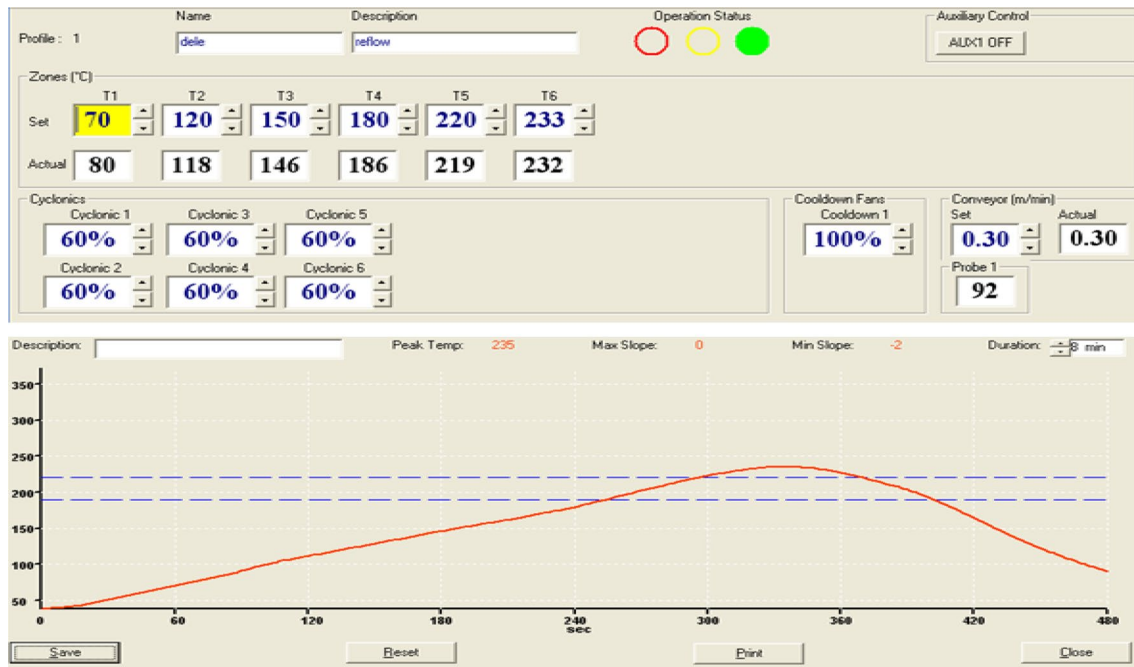 Name Description Operation Status Auxiliary Control
Profile : 1 dele reflow AUX1 OFF
Zones (°C)
T1 T2 T3 T4 T5 T6
Set 70 120 150 180 220 233
Actual 80 118 146 186 219 232
Cyclonics Cooldown Fans Conveyor (m/min)
Cyclonic 1 Cyclonic 3 Cyclonic 5 Cooldown 1 Set Actual
60% 60% 60% 100% 0.30 0.30
Cyclonic 2 Cyclonic 4 Cyclonic 6 Probe 1
60% 60% 60% 92
Description: Peak Temp: 235 Max Slope: 0 Min Slope: -2 Duration: 8 min
350
300
250
200
150
100
50
0 60 120 180 240 300 360 420 480
sec
Save Reset Print Close